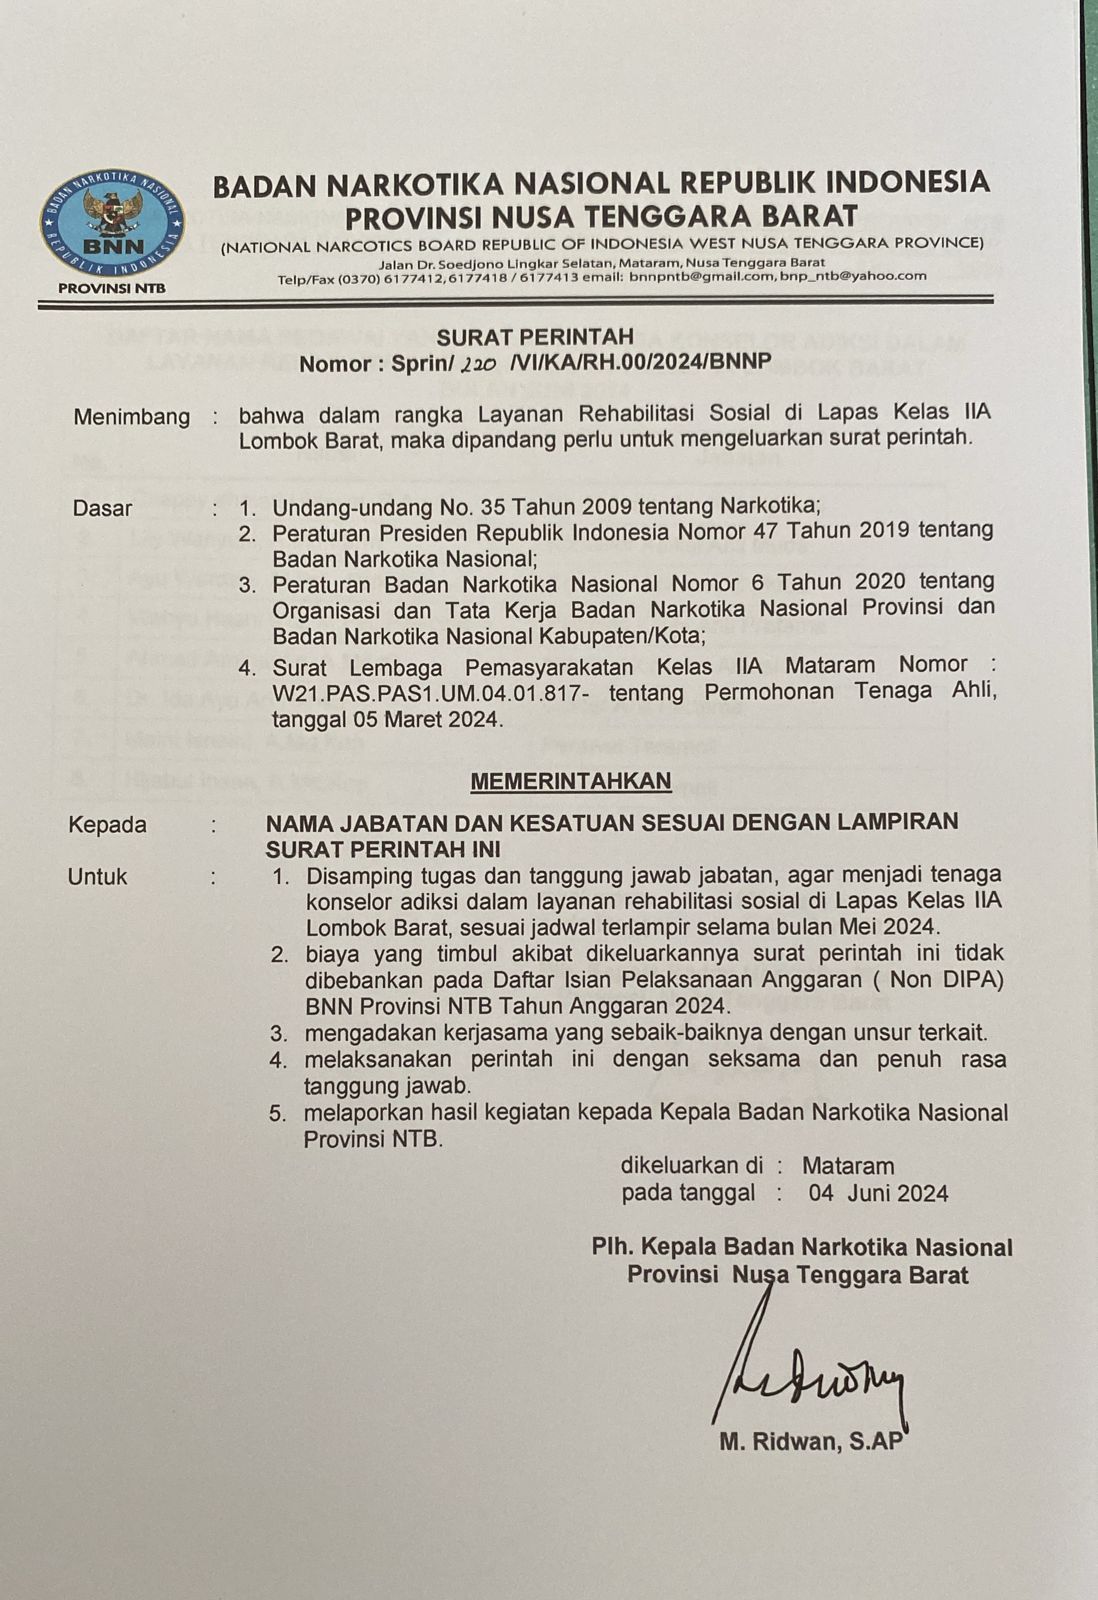 BADAN NARKOTIKA NASIONAL
REPUBLIK INDONESIA
BNN
PROVINSI NTB
BADAN NARKOTIKA NASIONAL REPUBLIK INDONESIA
PROVINSI NUSA TENGGARA BARAT
(NATIONAL NARCOTICS BOARD REPUBLIC OF INDONESIA WEST NUSA TENGGARA PROVINCE)
Jalan Dr. Soedjono Lingkar Selatan, Mataram, Nusa Tenggara Barat
Telp/Fax (0370) 6177412, 6177418 / 6177413 email: bnnpntb@gmail.com, bnp_ntb@yahoo.com
SURAT PERINTAH
Nomor : Sprin/ 220 /VI/KA/RH.00/2024/BNNP
Menimbang : bahwa dalam rangka Layanan Rehabilitasi Sosial di Lapas Kelas IIA
Lombok Barat, maka dipandang perlu untuk mengeluarkan surat perintah.
Dasar : 1. Undang-undang No. 35 Tahun 2009 tentang Narkotika;
2. Peraturan Presiden Republik Indonesia Nomor 47 Tahun 2019 tentang
Badan Narkotika Nasional;
3. Peraturan Badan Narkotika Nasional Nomor 6 Tahun 2020 tentang
Organisasi dan Tata Kerja Badan Narkotika Nasional Provinsi dan
Badan Narkotika Nasional Kabupaten/Kota;
4. Surat Lembaga Pemasyarakatan Kelas IIA Mataram Nomor :
W21.PAS.PAS1.UM.04.01.817- tentang Permohonan Tenaga Ahli,
tanggal 05 Maret 2024.
MEMERINTAHKAN
Kepada : NAMA JABATAN DAN KESATUAN SESUAI DENGAN LAMPIRAN
SURAT PERINTAH INI
Untuk : 1. Disamping tugas dan tanggung jawab jabatan, agar menjadi tenaga
konselor adiksi dalam layanan rehabilitasi sosial di Lapas Kelas IIA
Lombok Barat, sesuai jadwal terlampir selama bulan Mei 2024.
2. biaya yang timbul akibat dikeluarkannya surat perintah ini tidak
dibebankan pada Daftar Isian Pelaksanaan Anggaran ( Non DIPA)
BNN Provinsi NTB Tahun Anggaran 2024.
3. mengadakan kerjasama yang sebaik-baiknya dengan unsur terkait.
4. melaksanakan perintah ini dengan seksama dan penuh rasa
tanggung jawab.
5. melaporkan hasil kegiatan kepada Kepala Badan Narkotika Nasional
Provinsi NTB.
dikeluarkan di : Mataram
pada tanggal : 04 Juni 2024
Plh. Kepala Badan Narkotika Nasional
Provinsi Nusa Tenggara Barat
M. Ridwan, S.AP